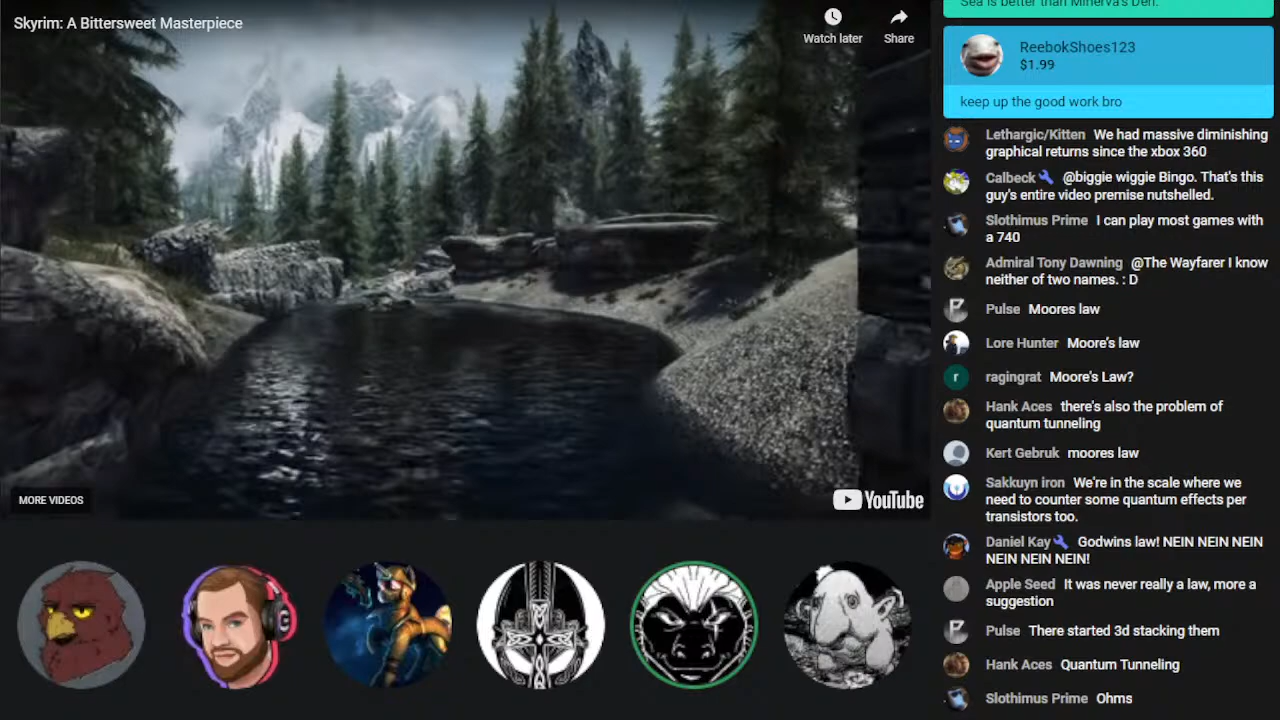 Skyrim: A Bittersweet Masterpiece
Watch later
Share
MORE VIDEOS
YouTube
Sea is better than Minerva's Den.
ReebokShoes123
$1.99
keep up the good work bro
Lethargic/Kitten We had massive diminishing
graphical returns since the xbox 360
Calbeck @biggie wiggie Bingo. That's this
guy's entire video premise nutshelled.
Slothimus Prime I can play most games with
a 740
Admiral Tony Dawning @The Wayfarer I know
neither of two names. : D
Pulse Moores law
Lore Hunter Moore's law
r
ragingrat Moore's Law?
Hank Aces there's also the problem of
quantum tunneling
Kert Gebruk moores law
Sakkuyn iron We're in the scale where we
need to counter some quantum effects per
transistors too.
Daniel Kay Godwins law! NEIN NEIN NEIN
NEIN NEIN NEIN!
Apple Seed It was never really a law, more a
suggestion
Pulse There started 3d stacking them
Hank Aces Quantum Tunneling
Slothimus Prime Ohms